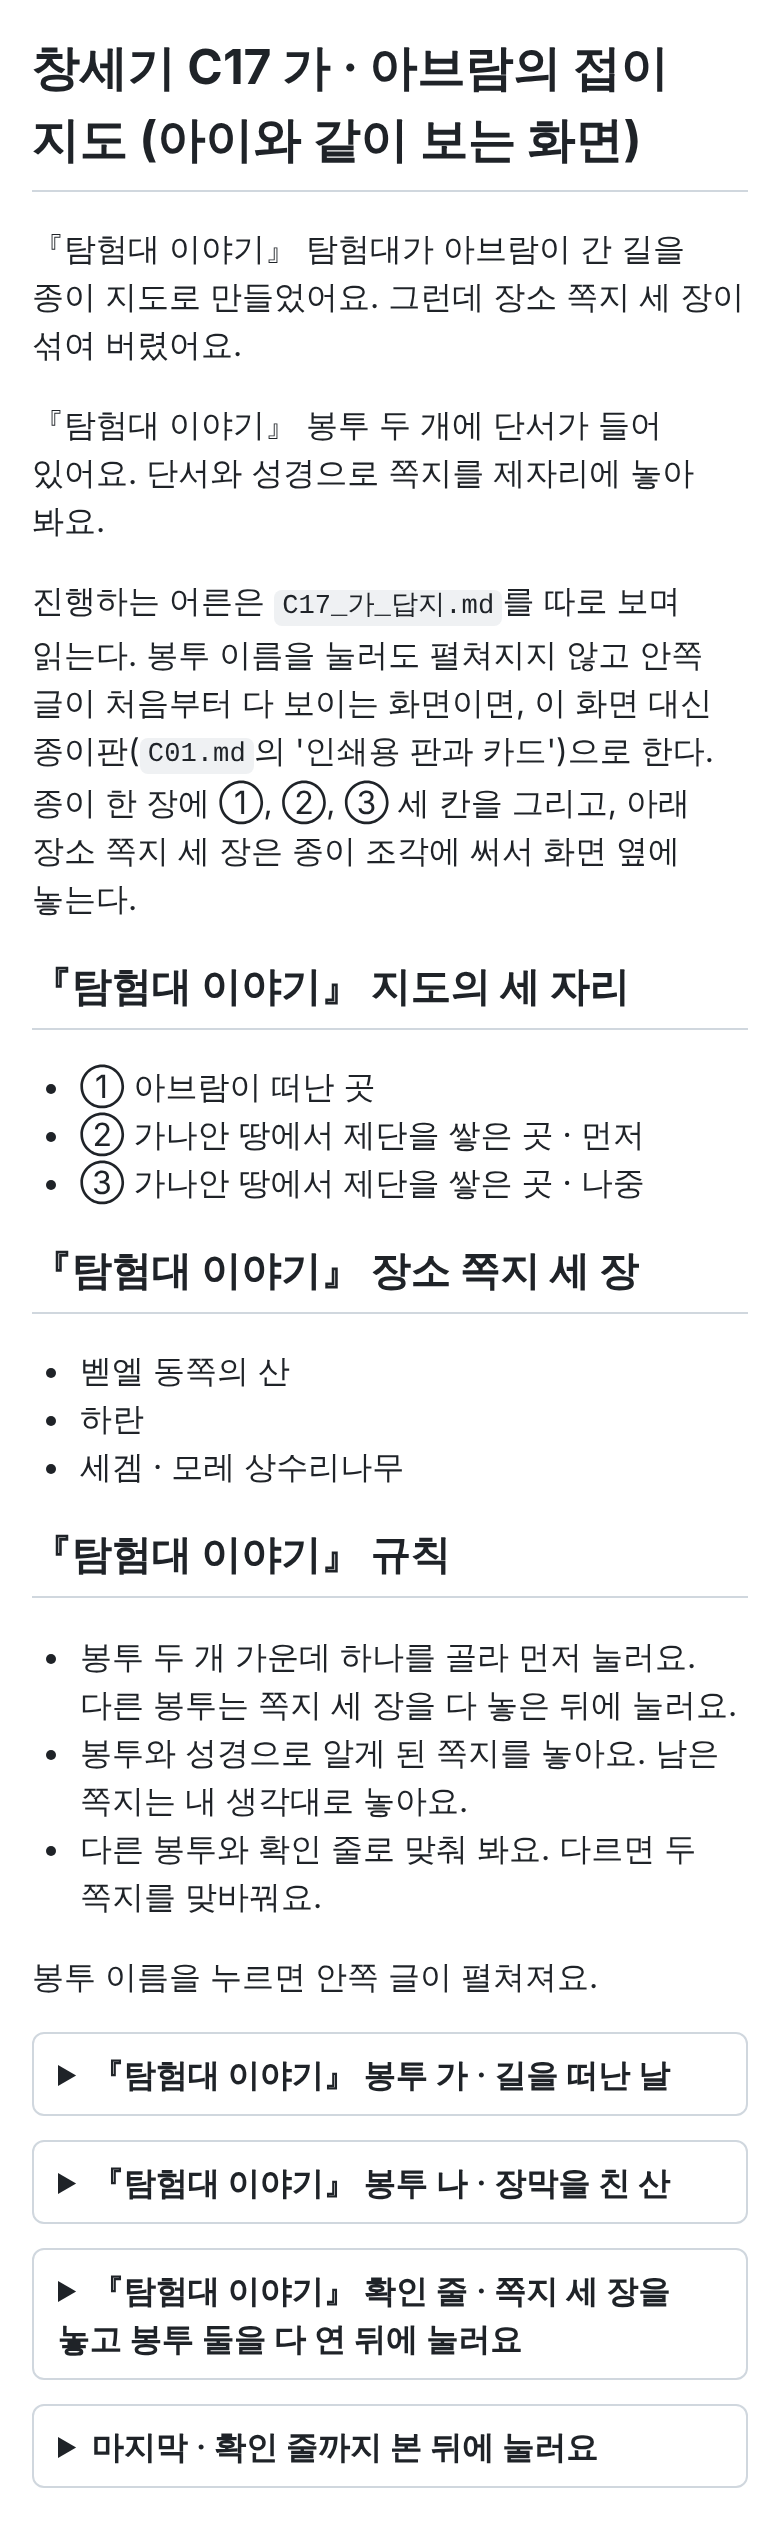 창세기 C17 가 · 아브람의 접이
지도 (아이와 같이 보는 화면)
『탐험대 이야기』 탐험대가 아브람이 간 길을
종이 지도로 만들었어요. 그런데 장소 쪽지 세 장이
섞여 버렸어요.
『탐험대 이야기』 봉투 두 개에 단서가 들어
있어요. 단서와 성경으로 쪽지를 제자리에 놓아
봐요.
진행하는 어른은 C17_가_답지.md를 따로 보며
읽는다. 봉투 이름을 눌러도 펼쳐지지 않고 안쪽
글이 처음부터 다 보이는 화면이면, 이 화면 대신
종이판(C01.md의 '인쇄용 판과 카드')으로 한다.
종이 한 장에 ①, ②, ③ 세 칸을 그리고, 아래
장소 쪽지 세 장은 종이 조각에 써서 화면 옆에
놓는다.
『탐험대 이야기』 지도의 세 자리
• ① 아브람이 떠난 곳
• ② 가나안 땅에서 제단을 쌓은 곳 · 먼저
• ③ 가나안 땅에서 제단을 쌓은 곳 · 나중
『탐험대 이야기』 장소 쪽지 세 장
• 벧엘 동쪽의 산
• 하란
• 세겜 · 모레 상수리나무
『탐험대 이야기』 규칙
• 봉투 두 개 가운데 하나를 골라 먼저 눌러요.
다른 봉투는 쪽지 세 장을 다 놓은 뒤에 눌러요.
• 봉투와 성경으로 알게 된 쪽지를 놓아요. 남은
쪽지는 내 생각대로 놓아요.
• 다른 봉투와 확인 줄로 맞춰 봐요. 다르면 두
쪽지를 맞바꿔요.
봉투 이름을 누르면 안쪽 글이 펼쳐져요.
▶ 『탐험대 이야기』 봉투 가 · 길을 떠난 날
▶ 『탐험대 이야기』 봉투 나 · 장막을 친 산
▶ 『탐험대 이야기』 확인 줄 · 쪽지 세 장을
놓고 봉투 둘을 다 연 뒤에 눌러요
▶ 마지막 · 확인 줄까지 본 뒤에 눌러요